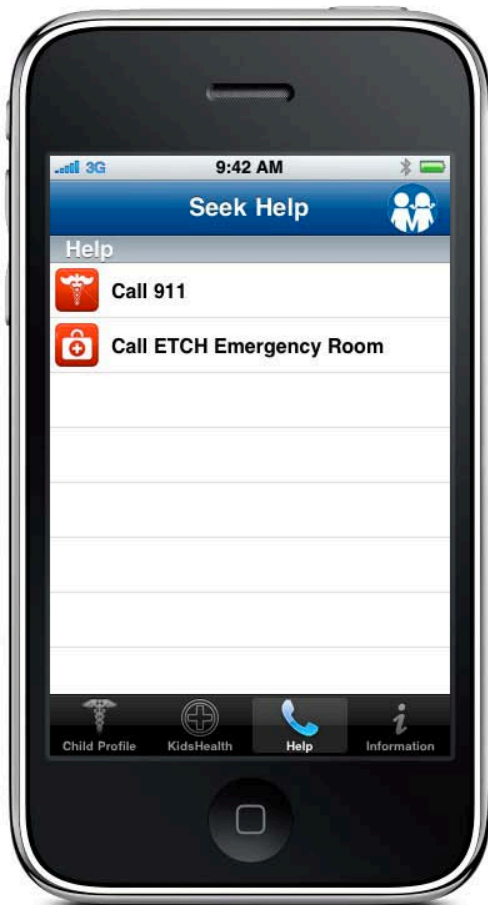 3G 9:42 AM
Seek Help
Help
Call 911
Call ETCH Emergency Room
Child Profile KidsHealth Help Information